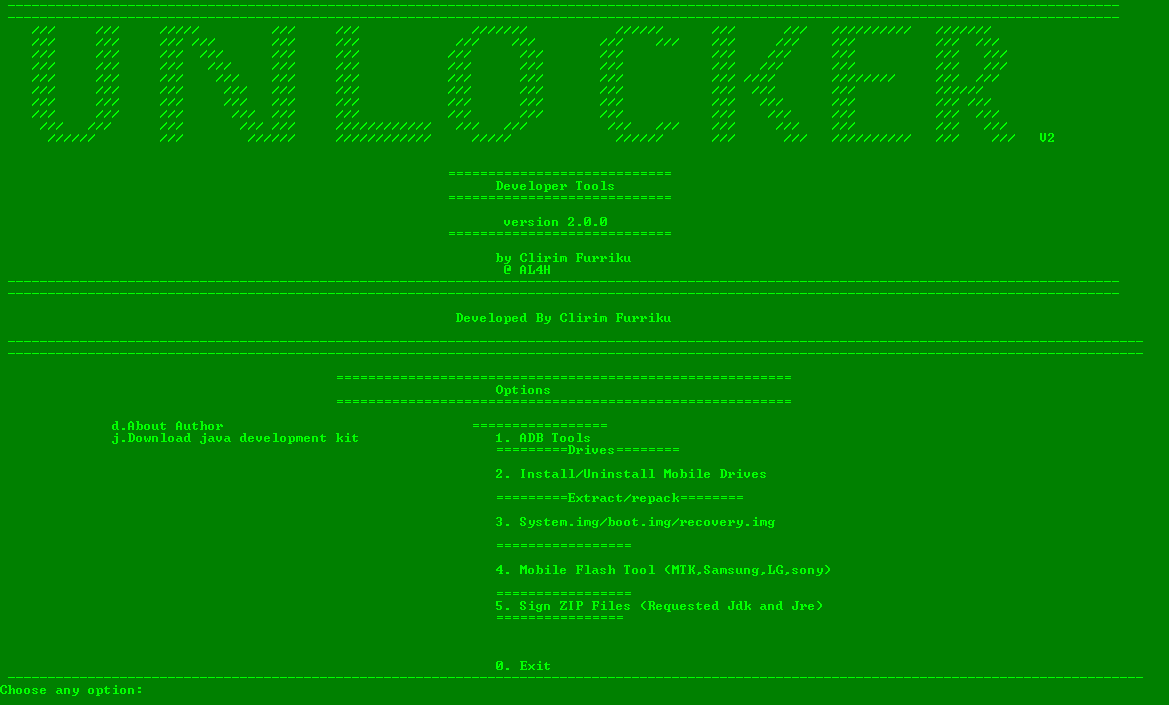 UNLOCKER V2
Developer Tools
version 2.0.0
by Clirim Furriku
@ AL4H
Developed By Clirim Furriku
Options
d.About Author
j.Download java development kit
1. ADB Tools
=========Drives========
2. Install/Uninstall Mobile Drives
=========Extract/repack========
3. System.img/boot.img/recovery.img
4. Mobile Flash Tool (MTK,Samsung,LG,sony)
5. Sign ZIP Files (Requested Jdk and Jre)
0. Exit
Choose any option: